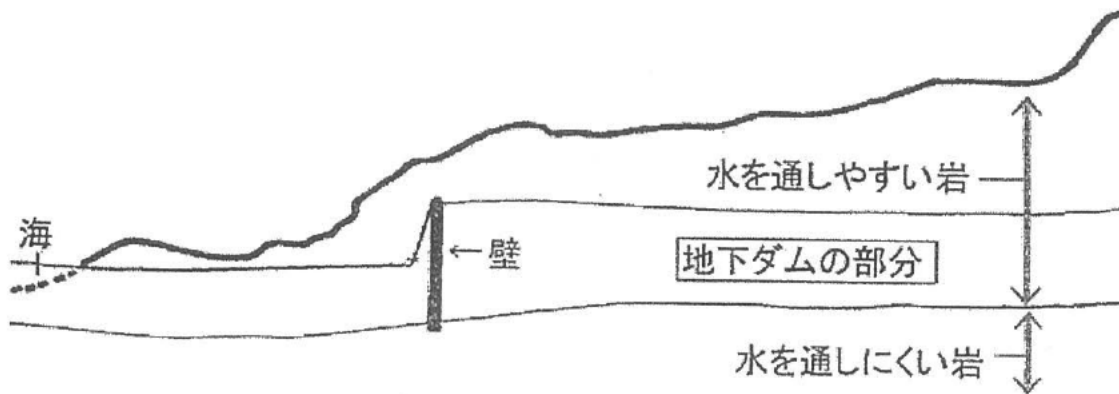 水を通しやすい岩
海
←壁
地下ダムの部分
水を通しにくい岩